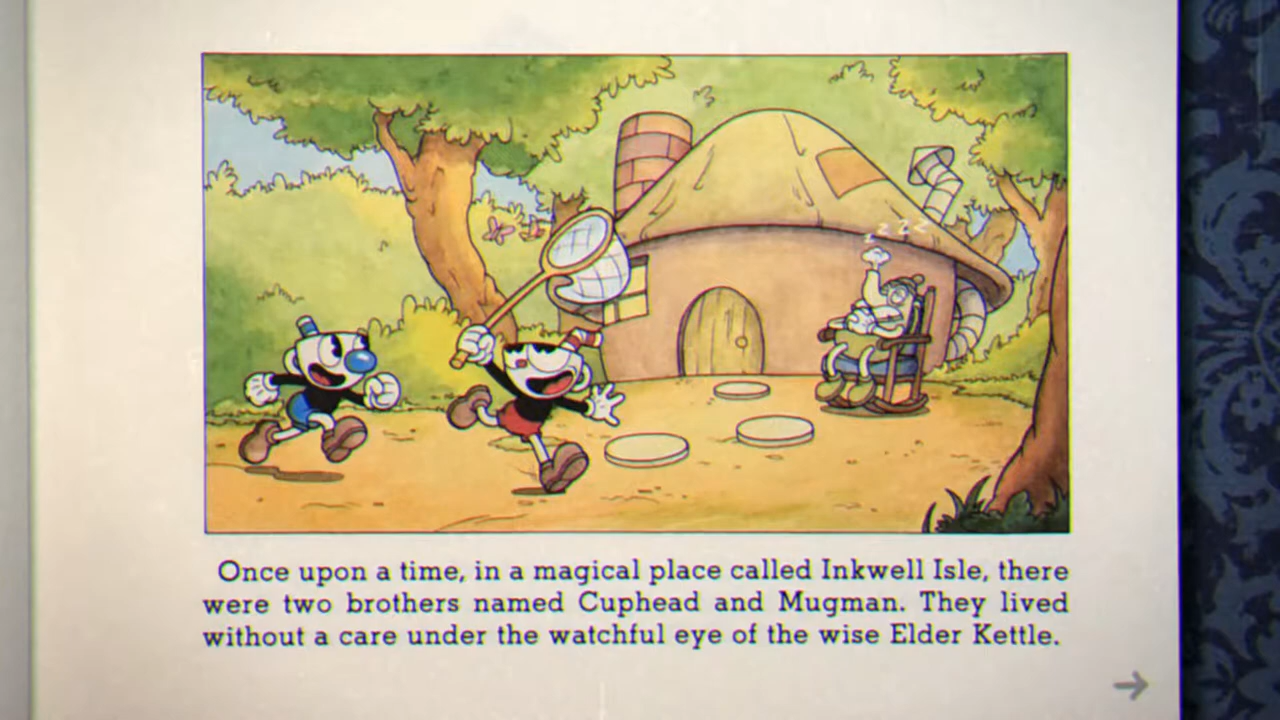 z z z z
Once upon a time, in a magical place called Inkwell Isle, there
were two brothers named Cuphead and Mugman. They lived
without a care under the watchful eye of the wise Elder Kettle.